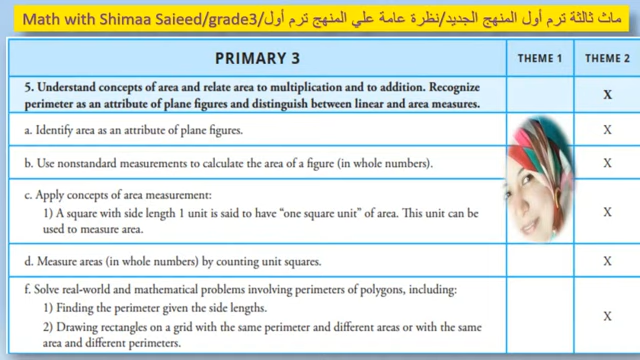 ماث ثالثة ترم أول المنهج الجديد/نظرة عامة علي المنهج ترم أول/Math with Shimaa Saieed/grade3
PRIMARY 3 THEME 1 THEME 2
5. Understand concepts of area and relate area to multiplication and to addition. Recognize
perimeter as an attribute of plane figures and distinguish between linear and area measures. X
a. Identify area as an attribute of plane figures. X
b. Use nonstandard measurements to calculate the area of a figure (in whole numbers). X
c. Apply concepts of area measurement:
1) A square with side length 1 unit is said to have “one square unit” of area. This unit can be X
used to measure area.
d. Measure areas (in whole numbers) by counting unit squares. X
f. Solve real-world and mathematical problems involving perimeters of polygons, including:
1) Finding the perimeter given the side lengths. X
2) Drawing rectangles on a grid with the same perimeter and different areas or with the same
area and different perimeters.